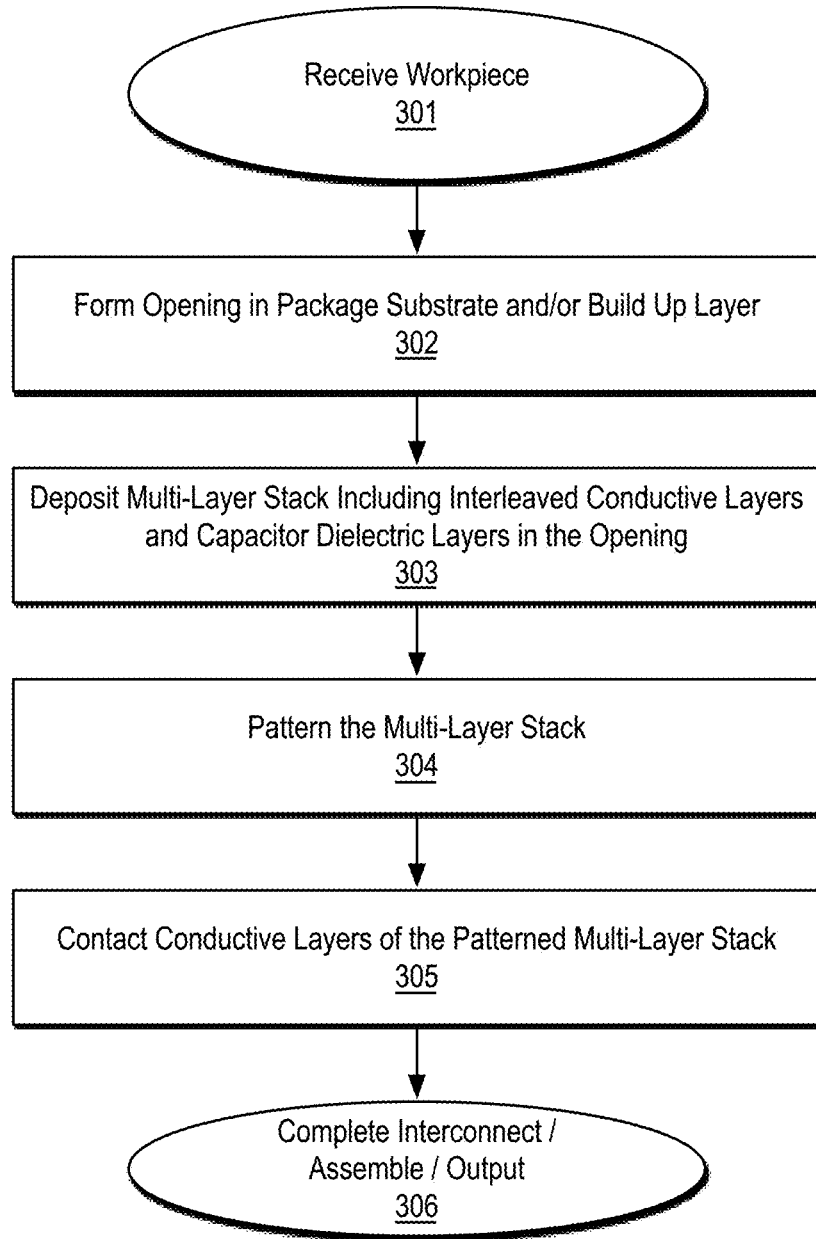 Receive Workpiece
301
Form Opening in Package Substrate and/or Build Up Layer
302
Deposit Multi-Layer Stack Including Interleaved Conductive Layers
and Capacitor Dielectric Layers in the Opening
303
Pattern the Multi-Layer Stack
304
Contact Conductive Layers of the Patterned Multi-Layer Stack
305
Complete Interconnect /
Assemble / Output
306